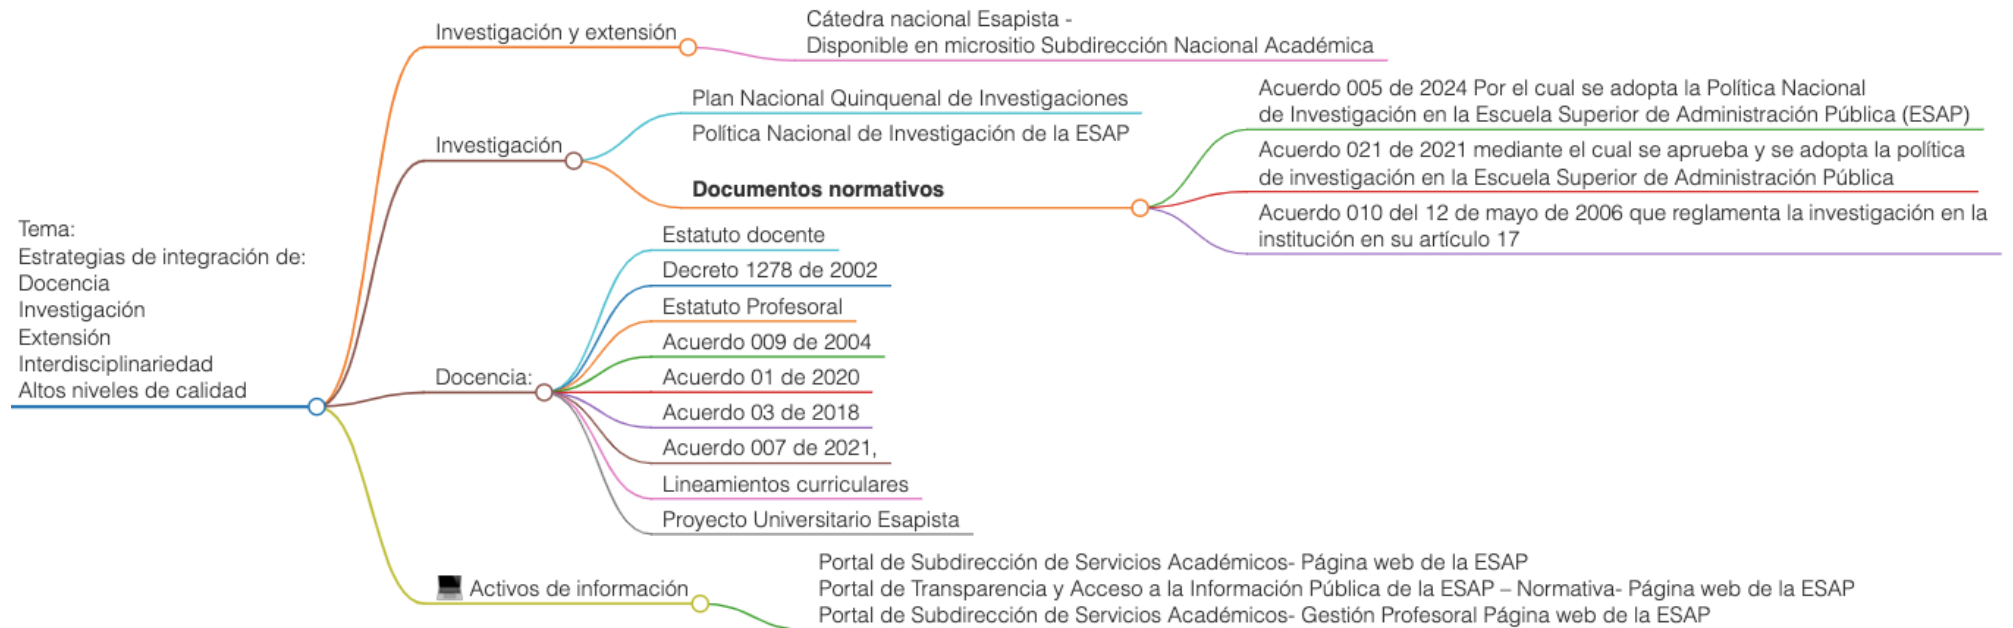 Tema:
Estrategias de integración de:
Docencia
Investigación
Extensión
Interdisciplinariedad
Altos niveles de calidad
Investigación y extensión
Cátedra nacional Esapista -
Disponible en micrositio Subdirección Nacional Académica
Investigación
Plan Nacional Quinquenal de Investigaciones
Política Nacional de Investigación de la ESAP
Documentos normativos
Acuerdo 005 de 2024 Por el cual se adopta la Política Nacional
de Investigación en la Escuela Superior de Administración Pública (ESAP)
Acuerdo 021 de 2021 mediante el cual se aprueba y se adopta la política
de investigación en la Escuela Superior de Administración Pública
Acuerdo 010 del 12 de mayo de 2006 que reglamenta la investigación en la
institución en su artículo 17
Docencia:
Estatuto docente
Decreto 1278 de 2002
Estatuto Profesoral
Acuerdo 009 de 2004
Acuerdo 01 de 2020
Acuerdo 03 de 2018
Acuerdo 007 de 2021,
Lineamientos curriculares
Proyecto Universitario Esapista
Activos de información
Portal de Subdirección de Servicios Académicos- Página web de la ESAP
Portal de Transparencia y Acceso a la Información Pública de la ESAP – Normativa- Página web de la ESAP
Portal de Subdirección de Servicios Académicos- Gestión Profesoral Página web de la ESAP